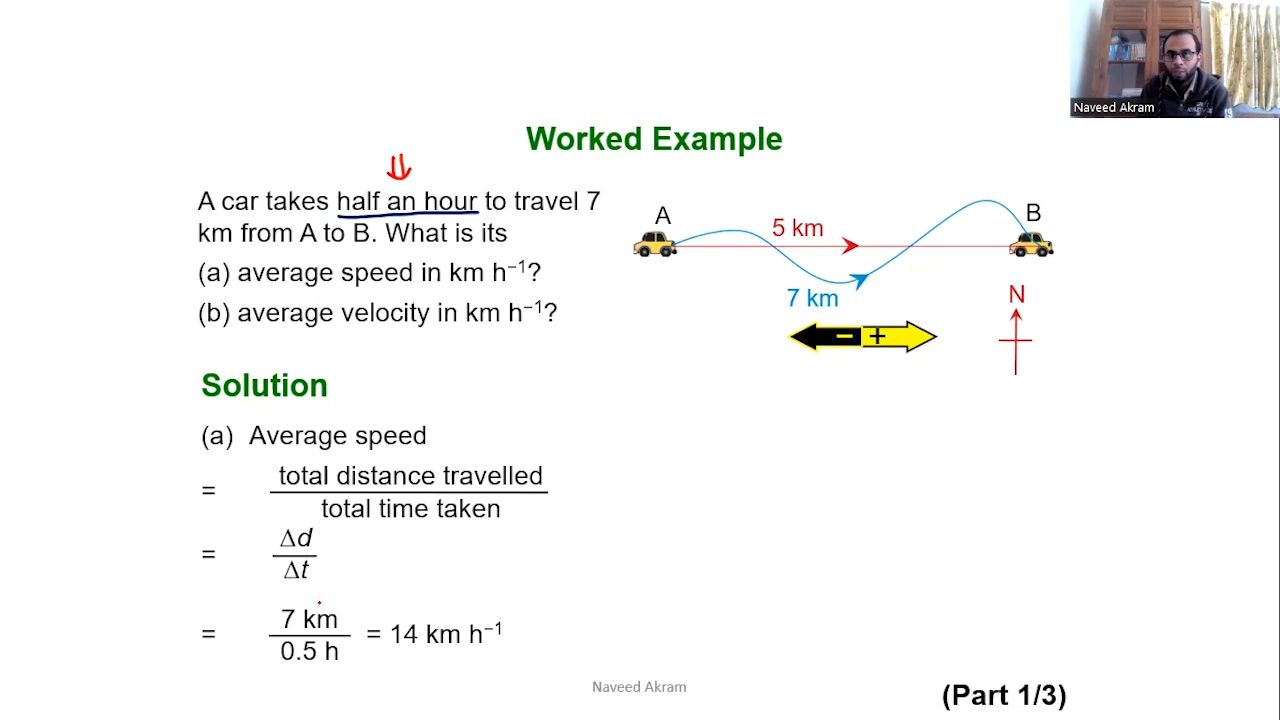 Naveed Akram
Worked Example
A car takes half an hour to travel 7
km from A to B. What is its
(a) average speed in km h⁻¹?
(b) average velocity in km h⁻¹?
A
5 km
B
7 km
− +
N
Solution
(a) Average speed
= total distance travelled
total time taken
= Δd
Δt
= 7 km
0.5 h
= 14 km h⁻¹
Naveed Akram
(Part 1/3)